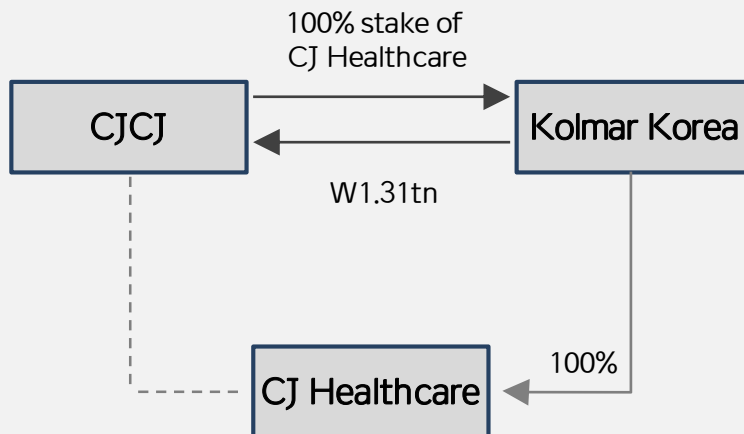 100% stake of
CJ Healthcare
CJCJ
Kolmar Korea
W1.31tn
100%
CJ Healthcare